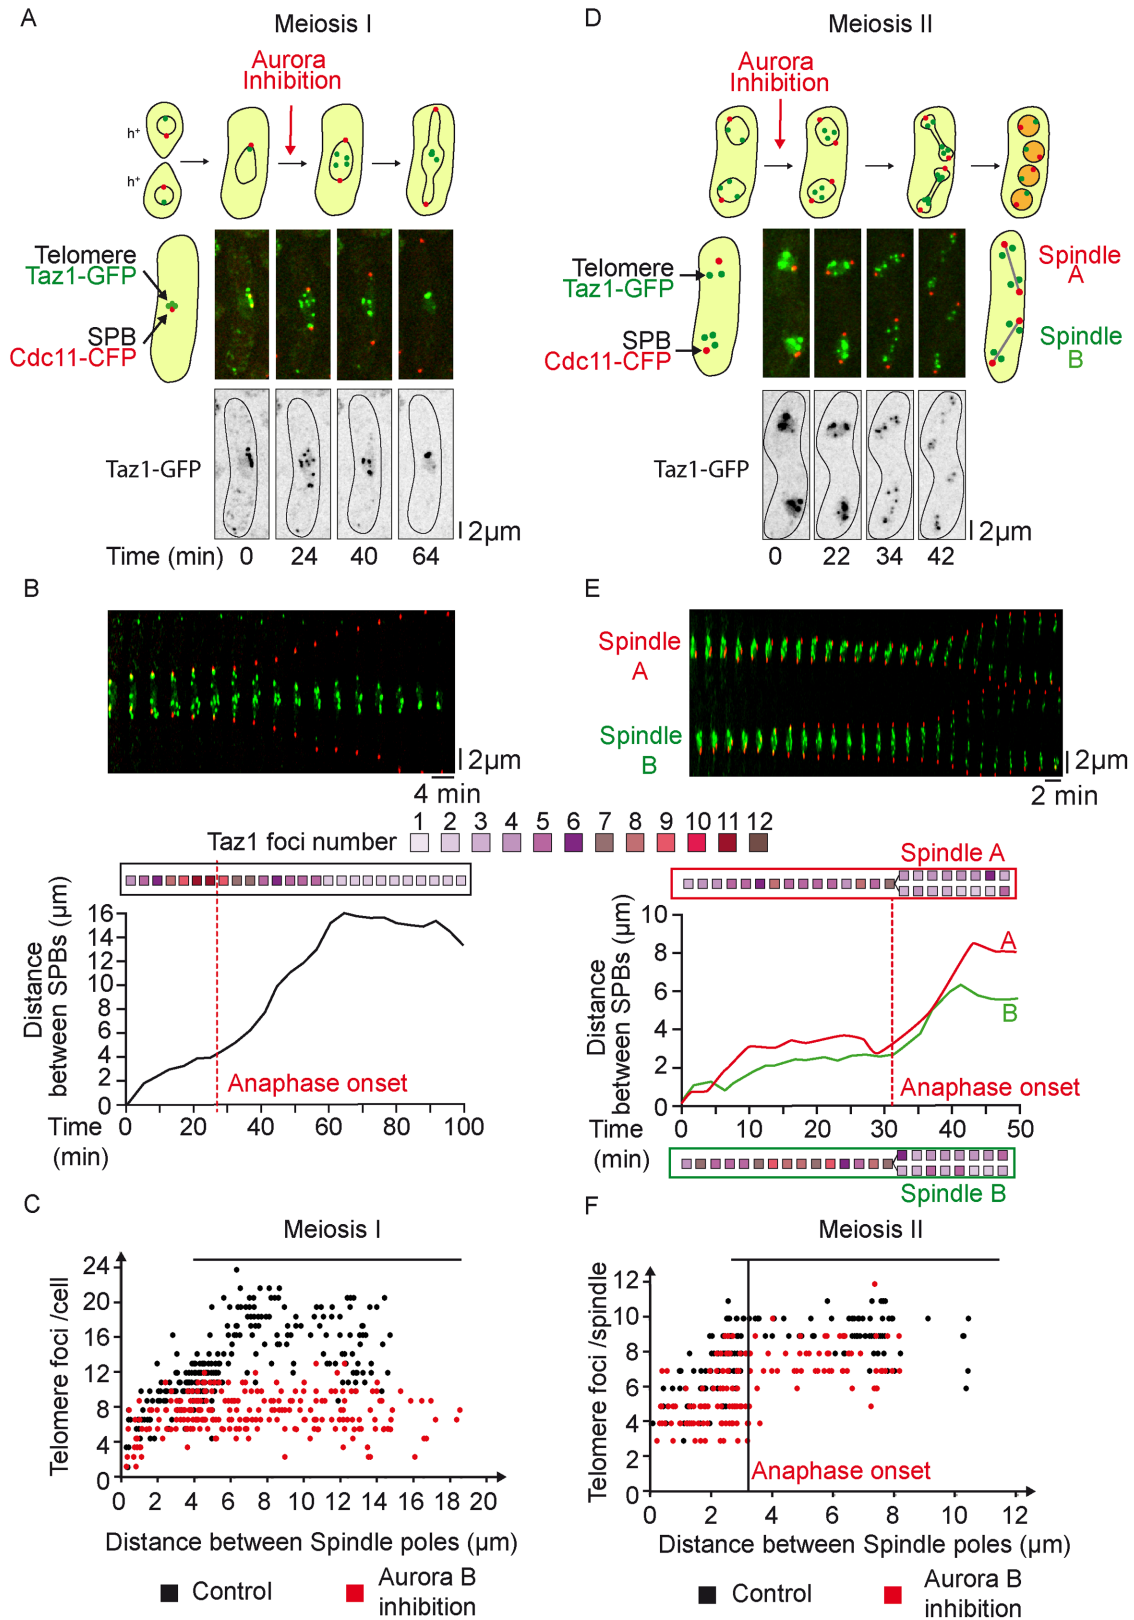 A
Meiosis I
Aurora
Inhibition
h⁺
h⁺
Telomere
Taz1-GFP
SPB
Cdc11-CFP
Taz1-GFP
2µm
Time (min) 0 24 40 64
D
Meiosis II
Aurora
Inhibition
Telomere
Taz1-GFP
SPB
Cdc11-CFP
Spindle
A
Spindle
B
Taz1-GFP
2µm
0 22 34 42
B
2µm
4 min
E
Spindle
A
Spindle
B
2µm
2 min
1 2 3 4 5 6 7 8 9 10 11 12
Taz1 foci number
Distance
between SPBs (µm)
16
14
12
10
8
6
4
2
0
Anaphase onset
0 20 40 60 80 100
Time
(min)
Spindle A
Distance
between SPBs (µm)
10
8
6
4
2
0
A
B
Anaphase onset
0 10 20 30 40 50
Time
(min)
Spindle B
C
Meiosis I
Telomere foci /cell
24
20
16
12
8
4
0
0 2 4 6 8 10 12 14 16 18 20
Distance between Spindle poles (µm)
Control
Aurora B
inhibition
F
Meiosis II
Telomere foci /spindle
12
10
8
6
4
2
0
Anaphase onset
0 2 4 6 8 10 12
Distance between Spindle poles (µm)
Control
Aurora B
inhibition